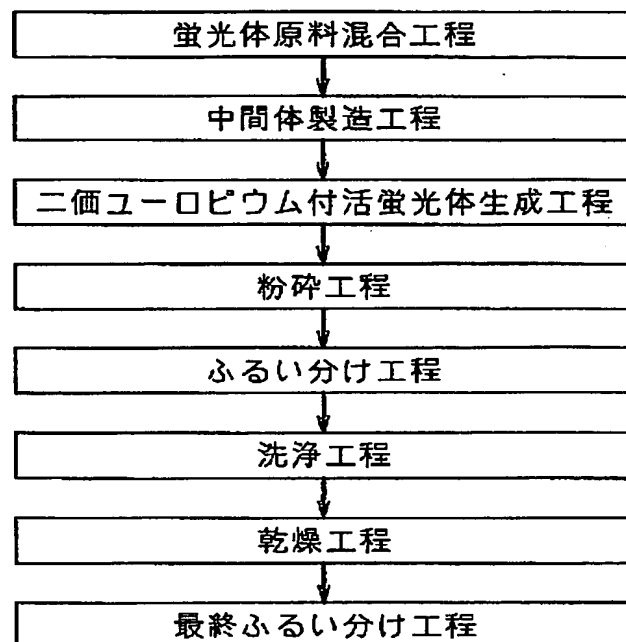 蛍光体原料混合工程
中間体製造工程
二価ユーロピウム付活蛍光体生成工程
粉砕工程
ふるい分け工程
洗浄工程
乾燥工程
最終ふるい分け工程